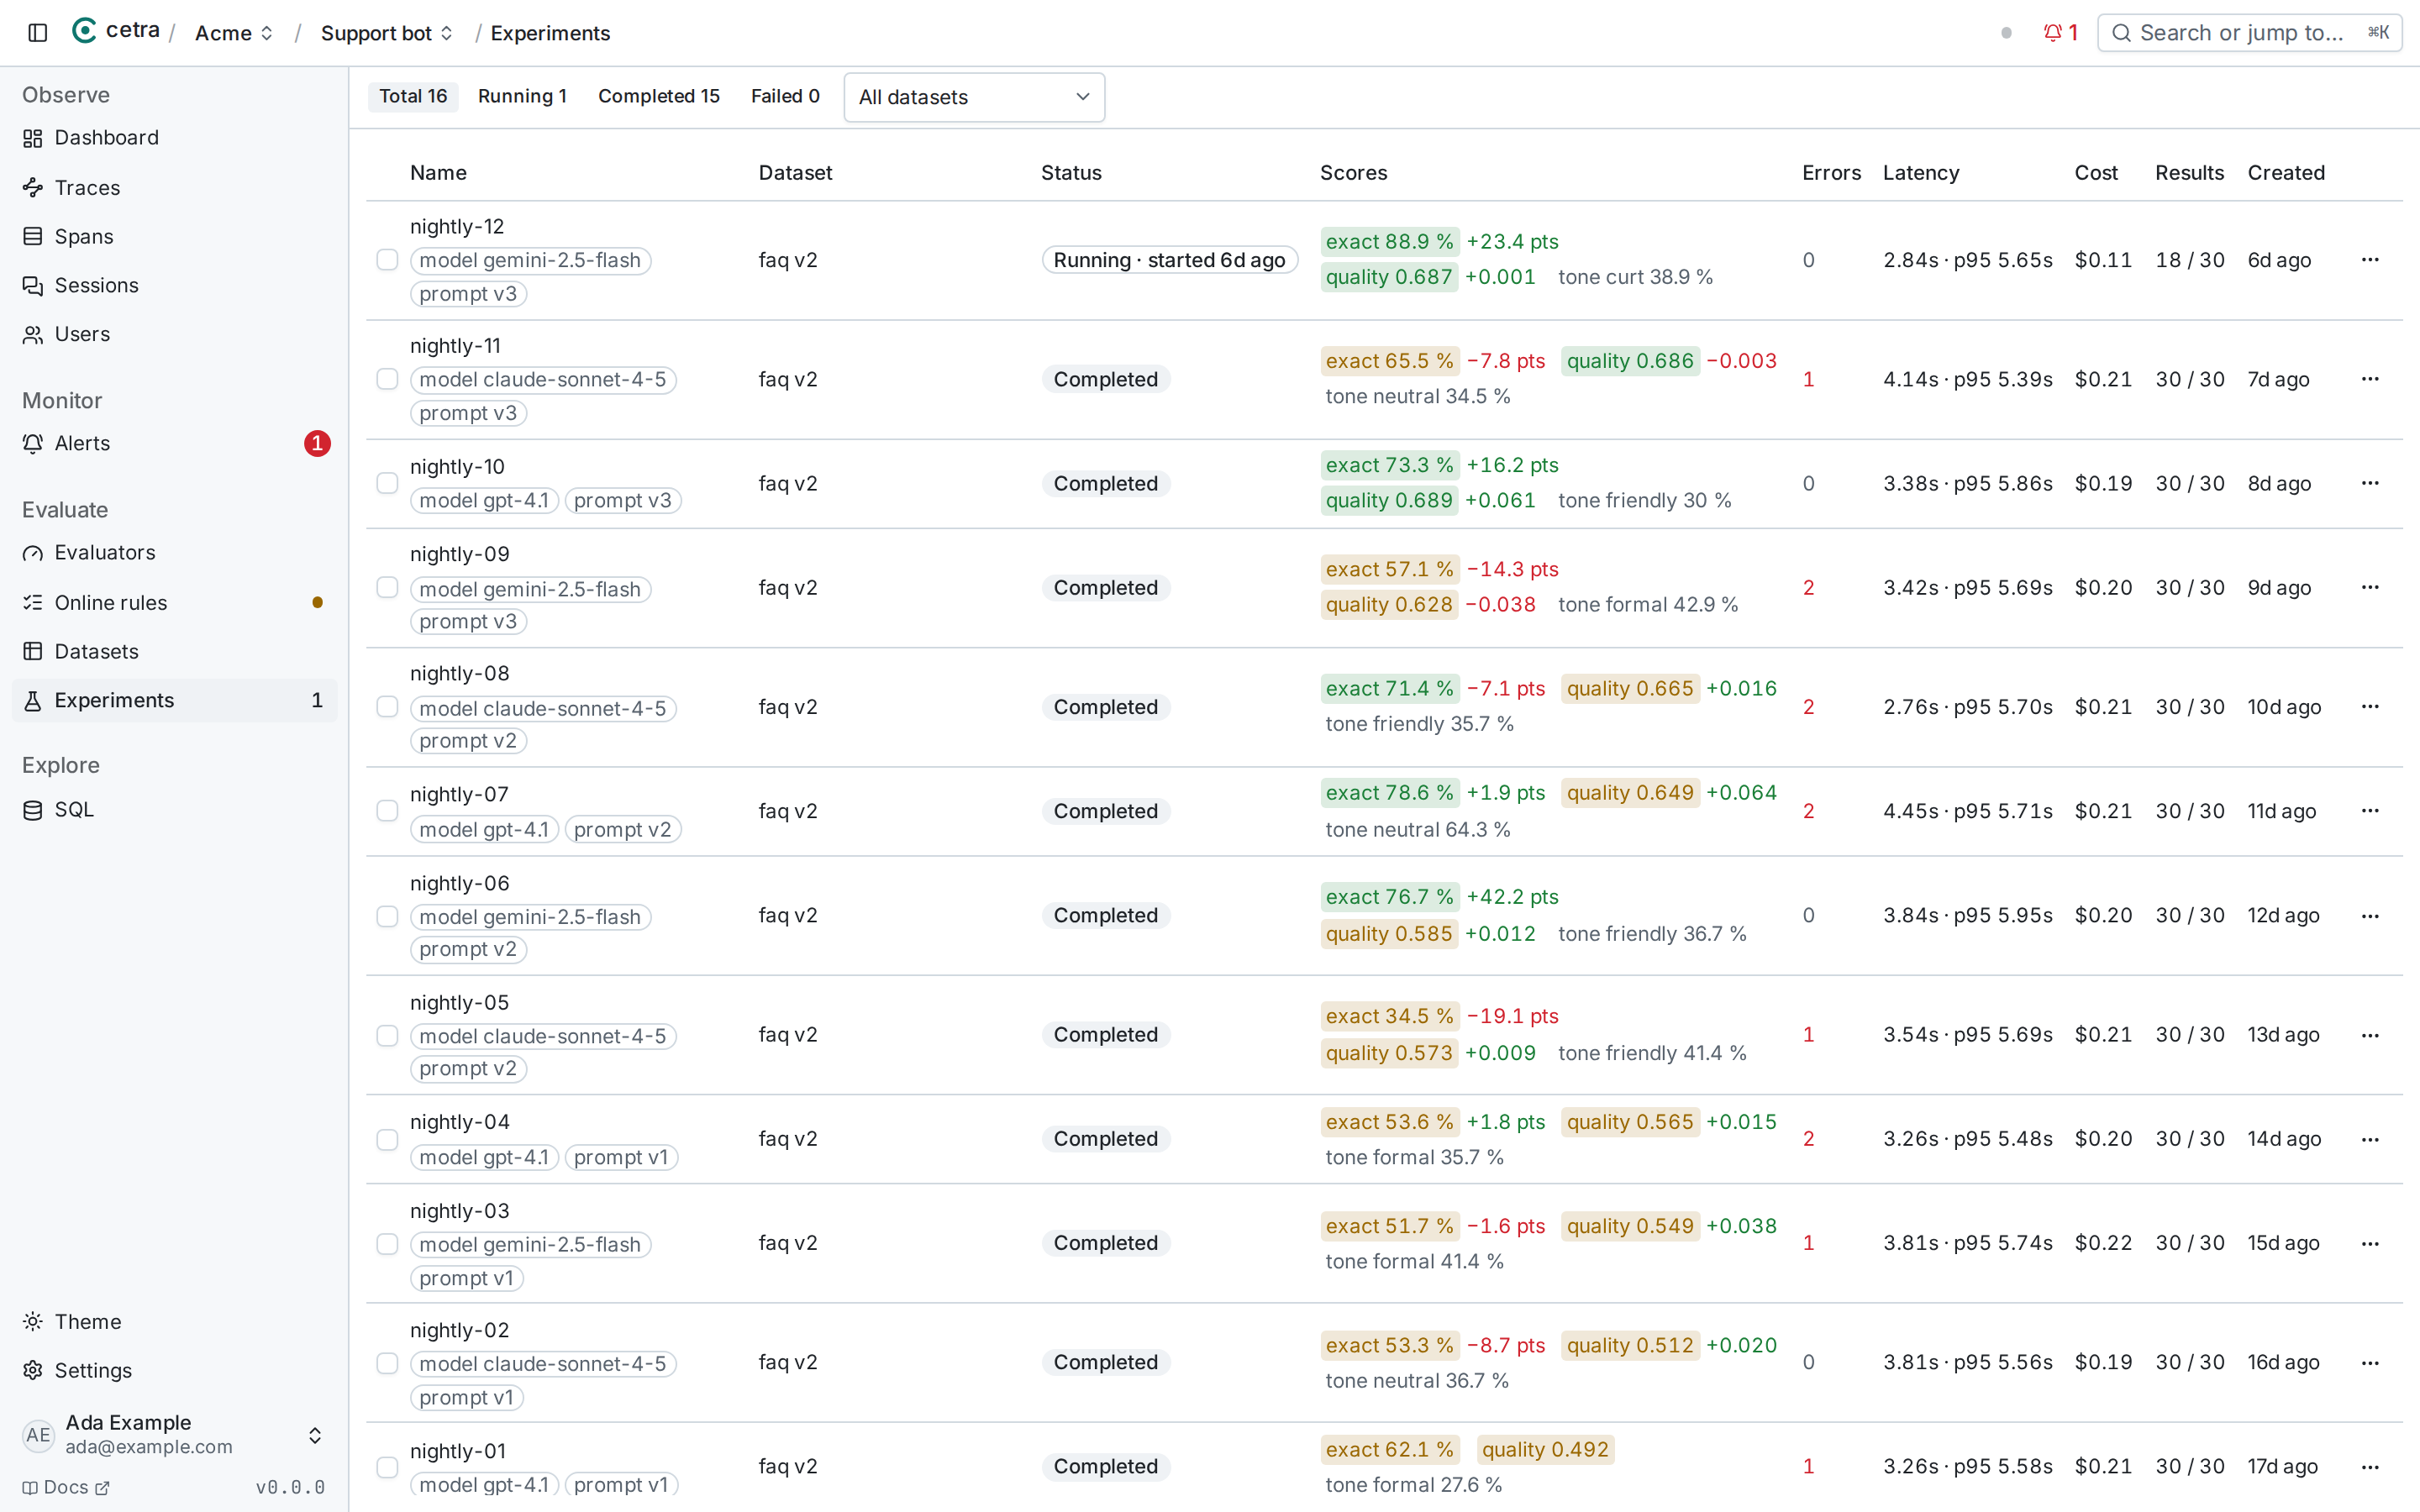 cetra / Acme / Support bot / Experiments
1 Search or jump to... ⌘K
Observe
Dashboard
Traces
Spans
Sessions
Users
Monitor
Alerts 1
Evaluate
Evaluators
Online rules
Datasets
Experiments 1
Explore
SQL
Theme
Settings
AE Ada Example
ada@example.com
Docs v0.0.0
Total 16 Running 1 Completed 15 Failed 0 All datasets
Name Dataset Status Scores Errors Latency Cost Results Created
nightly-12
model gemini-2.5-flash
prompt v3
faq v2
Running · started 6d ago
exact 88.9 % +23.4 pts
quality 0.687 +0.001 tone curt 38.9 %
0 2.84s · p95 5.65s $0.11 18 / 30 6d ago ···
nightly-11
model claude-sonnet-4-5
prompt v3
faq v2
Completed
exact 65.5 % −7.8 pts quality 0.686 −0.003
tone neutral 34.5 %
1 4.14s · p95 5.39s $0.21 30 / 30 7d ago ···
nightly-10
model gpt-4.1 prompt v3
faq v2
Completed
exact 73.3 % +16.2 pts
quality 0.689 +0.061 tone friendly 30 %
0 3.38s · p95 5.86s $0.19 30 / 30 8d ago ···
nightly-09
model gemini-2.5-flash
prompt v3
faq v2
Completed
exact 57.1 % −14.3 pts
quality 0.628 −0.038 tone formal 42.9 %
2 3.42s · p95 5.69s $0.20 30 / 30 9d ago ···
nightly-08
model claude-sonnet-4-5
prompt v2
faq v2
Completed
exact 71.4 % −7.1 pts quality 0.665 +0.016
tone friendly 35.7 %
2 2.76s · p95 5.70s $0.21 30 / 30 10d ago ···
nightly-07
model gpt-4.1 prompt v2
faq v2
Completed
exact 78.6 % +1.9 pts quality 0.649 +0.064
tone neutral 64.3 %
2 4.45s · p95 5.71s $0.21 30 / 30 11d ago ···
nightly-06
model gemini-2.5-flash
prompt v2
faq v2
Completed
exact 76.7 % +42.2 pts
quality 0.585 +0.012 tone friendly 36.7 %
0 3.84s · p95 5.95s $0.20 30 / 30 12d ago ···
nightly-05
model claude-sonnet-4-5
prompt v2
faq v2
Completed
exact 34.5 % −19.1 pts
quality 0.573 +0.009 tone friendly 41.4 %
1 3.54s · p95 5.69s $0.21 30 / 30 13d ago ···
nightly-04
model gpt-4.1 prompt v1
faq v2
Completed
exact 53.6 % +1.8 pts quality 0.565 +0.015
tone formal 35.7 %
2 3.26s · p95 5.48s $0.20 30 / 30 14d ago ···
nightly-03
model gemini-2.5-flash
prompt v1
faq v2
Completed
exact 51.7 % −1.6 pts quality 0.549 +0.038
tone formal 41.4 %
1 3.81s · p95 5.74s $0.22 30 / 30 15d ago ···
nightly-02
model claude-sonnet-4-5
prompt v1
faq v2
Completed
exact 53.3 % −8.7 pts quality 0.512 +0.020
tone neutral 36.7 %
0 3.81s · p95 5.56s $0.19 30 / 30 16d ago ···
nightly-01
model gpt-4.1 prompt v1
faq v2
Completed
exact 62.1 % quality 0.492
tone formal 27.6 %
1 3.26s · p95 5.58s $0.21 30 / 30 17d ago ···